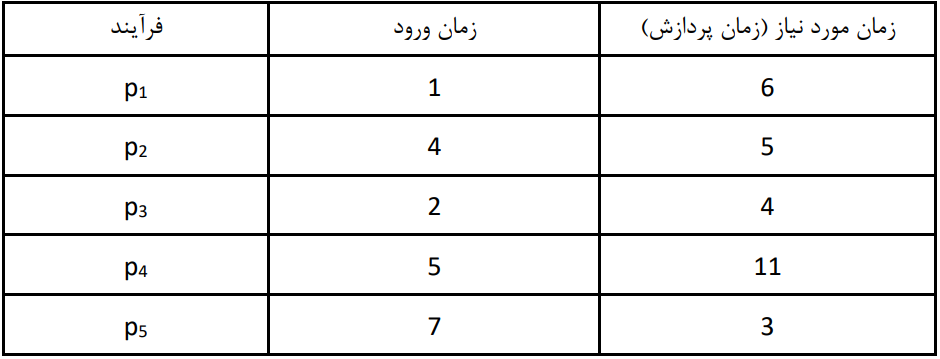 فرآیند زمان ورود زمان مورد نیاز (زمان پردازش)
p1 1 6
p2 4 5
p3 2 4
p4 5 11
p5 7 3